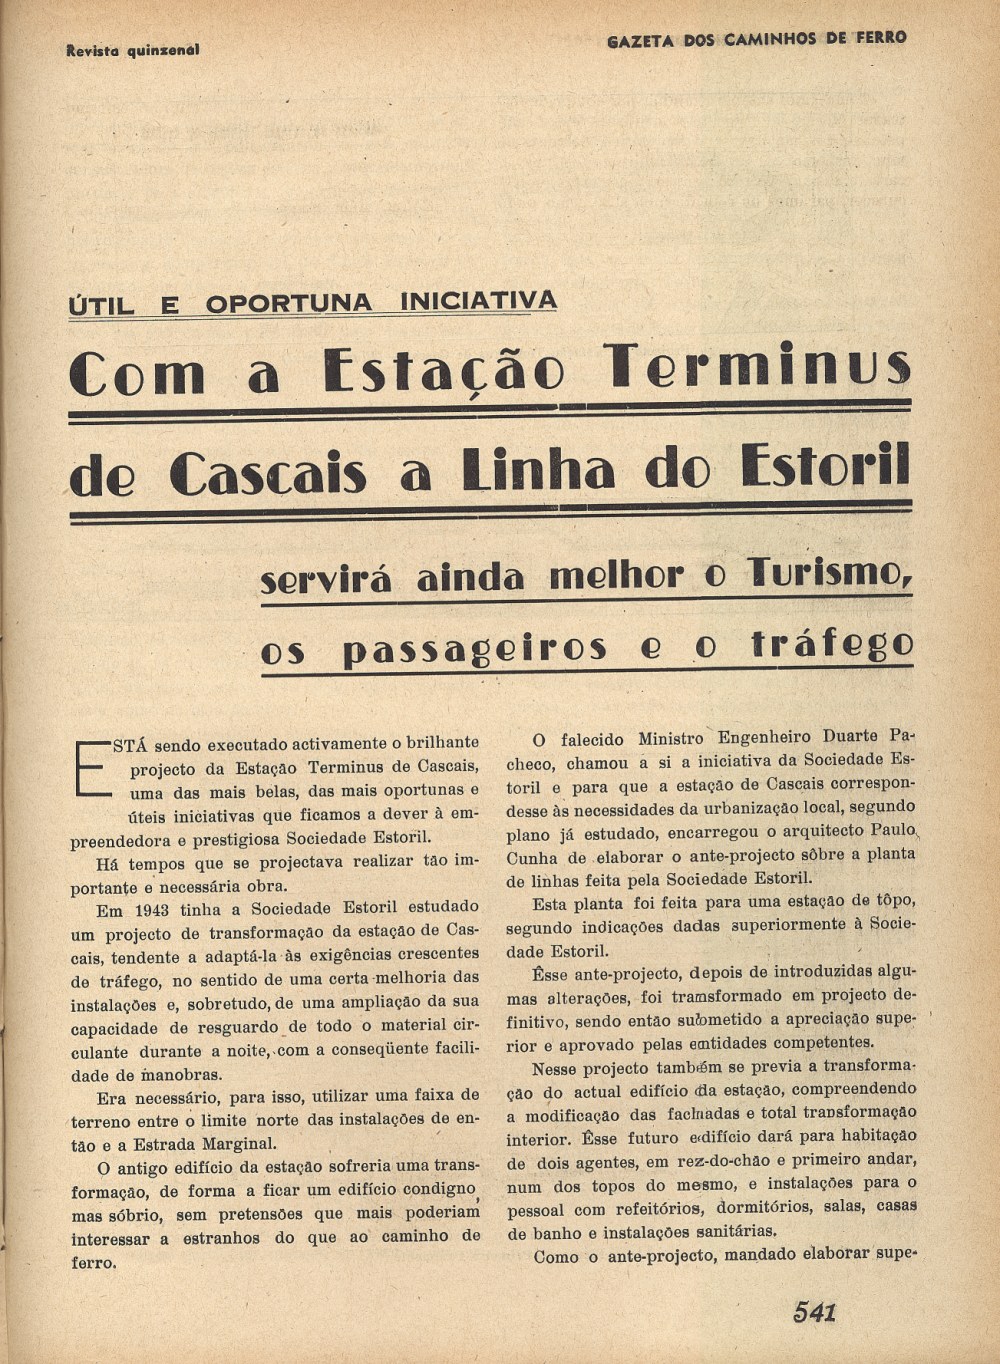 Revista quinzenal
GAZETA DOS CAMINHOS DE FERRO
ÚTIL E OPORTUNA INICIATIVA
Com a Estação Terminus
de Cascais a Linha do Estoril
servirá ainda melhor o Turismo,
os passageiros e o tráfego
ESTÁ sendo executado activamente o brilhante
projecto da Estação Terminus de Cascais,
uma das mais belas, das mais oportunas e
úteis iniciativas que ficamos a dever à em-
preendedora e prestigiosa Sociedade Estoril.
Há tempos que se projectava realizar tão im-
portante e necessária obra.
Em 1943 tinha a Sociedade Estoril estudado
um projecto de transformação da estação de Cas-
cais, tendente a adaptá-la às exigências crescentes
de tráfego, no sentido de uma certa melhoria das
instalações e, sobretudo, de uma ampliação da sua
capacidade de resguardo de todo o material cir-
culante durante a noite, com a conseqüente facili-
dade de manobras.
Era necessário, para isso, utilizar uma faixa de
terreno entre o limite norte das instalações de en-
tão e a Estrada Marginal.
O antigo edifício da estação sofreria uma trans-
formação, de forma a ficar um edifício condigno,
mas sóbrio, sem pretensões que mais poderiam
interessar a estranhos do que ao caminho de
ferro.
O falecido Ministro Engenheiro Duarte Pa-
checo, chamou a si a iniciativa da Sociedade Es-
toril e para que a estação de Cascais correspon-
desse às necessidades da urbanização local, segundo
plano já estudado, encarregou o arquitecto Paulo
Cunha de elaborar o ante-projecto sôbre a planta
de linhas feita pela Sociedade Estoril.
Esta planta foi feita para uma estação de tôpo,
segundo indicações dadas superiormente à Socie-
dade Estoril.
Êsse ante-projecto, depois de introduzidas algu-
mas alterações, foi transformado em projecto de-
finitivo, sendo então submetido a apreciação supe-
rior e aprovado pelas entidades competentes.
Nesse projecto também se previa a transforma-
ção do actual edifício da estação, compreendendo
a modificação das fachadas e total transformação
interior. Êsse futuro edifício dará para habitação
de dois agentes, em rez-do-chão e primeiro andar,
num dos topos do mesmo, e instalações para o
pessoal com refeitórios, dormitórios, salas, casas
de banho e instalações sanitárias.
Como o ante-projecto, mandado elaborar supe-
541